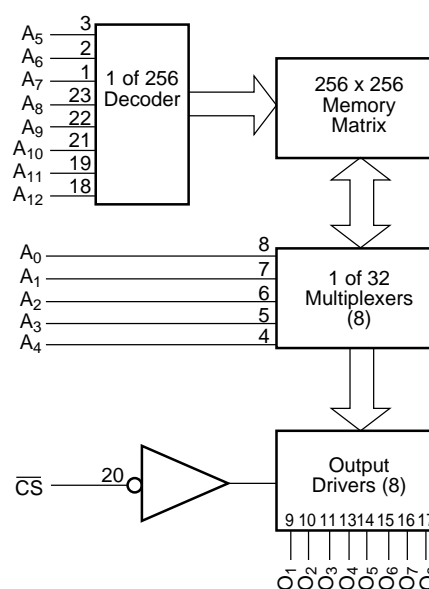 A5 3
A6 2
A7 1
A8 23
A9 22
A10 21
A11 19
A12 18
1 of 256
Decoder
256 x 256
Memory
Matrix
A0 8
A1 7
A2 6
A3 5
A4 4
1 of 32
Multiplexers
(8)
CS 20
Output
Drivers (8)
9 10 11 13 14 15 16 17
O1 O2 O3 O4 O5 O6 O7 O8